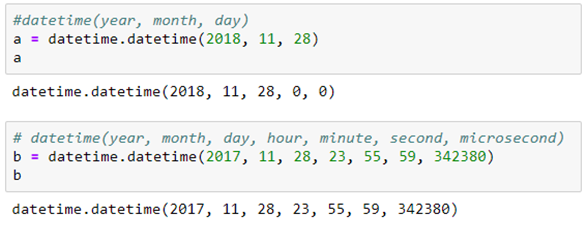 #datetime(year, month, day)
a = datetime.datetime(2018, 11, 28)
a
datetime.datetime(2018, 11, 28, 0, 0)
# datetime(year, month, day, hour, minute, second, microsecond)
b = datetime.datetime(2017, 11, 28, 23, 55, 59, 342380)
b
datetime.datetime(2017, 11, 28, 23, 55, 59, 342380)